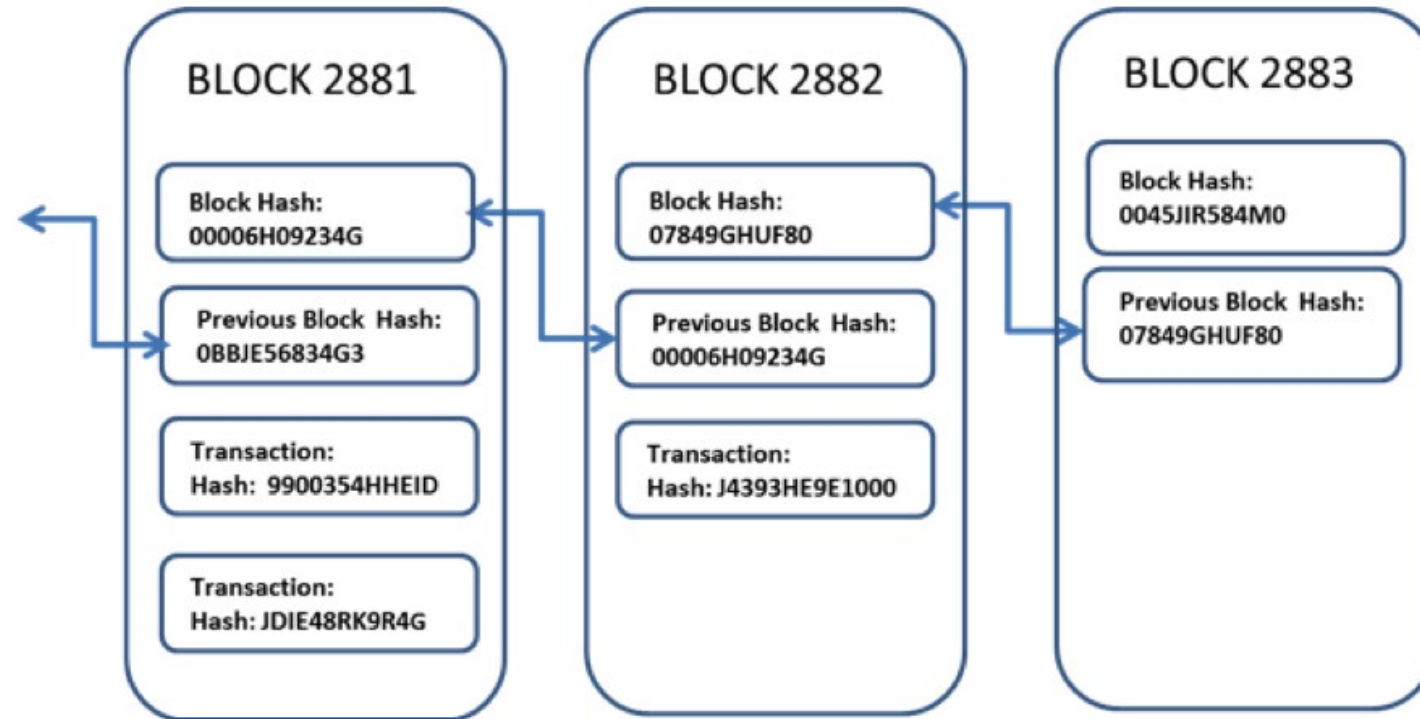 BLOCK 2881
Block Hash:
00006H09234G
Previous Block Hash:
0BBJE56834G3
Transaction:
Hash: 9900354HHEID
Transaction:
Hash: JDIE48RK9R4G
BLOCK 2882
Block Hash:
07849GHUF80
Previous Block Hash:
00006H09234G
Transaction:
Hash: J4393HE9E1000
BLOCK 2883
Block Hash:
0045JIR584M0
Previous Block Hash:
07849GHUF80